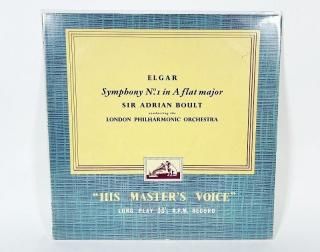 ELGAR
Symphony Nº.1 in A flat major
SIR ADRIAN BOULT
conducting the
LONDON PHILHARMONIC ORCHESTRA
"HIS MASTER'S VOICE"
LONG PLAY 33⅓ R.P.M. RECORD